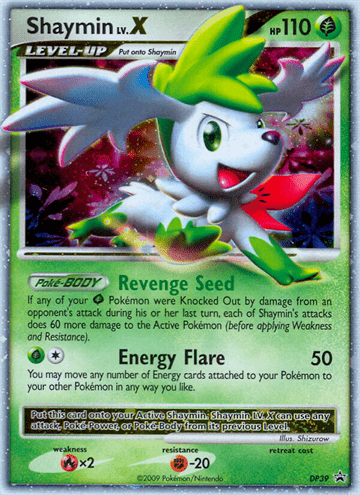 Shaymin LV.X HP110
LEVEL-UP Put onto Shaymin
Poké-BODY Revenge Seed
If any of your Pokémon were Knocked Out by damage from an
opponent's attack during his or her last turn, each of Shaymin's attacks
does 60 more damage to the Active Pokémon (before applying Weakness
and Resistance).
Energy Flare 50
You may move any number of Energy cards attached to your Pokémon to
your other Pokémon in any way you like.
Put this card onto your Active Shaymin. Shaymin LV. X can use any
attack, Poké-Power, or Poké-Body from its previous Level.
Illus. Shizurow
weakness resistance retreat cost
×2 -20
©2009 Pokémon/Nintendo DP39